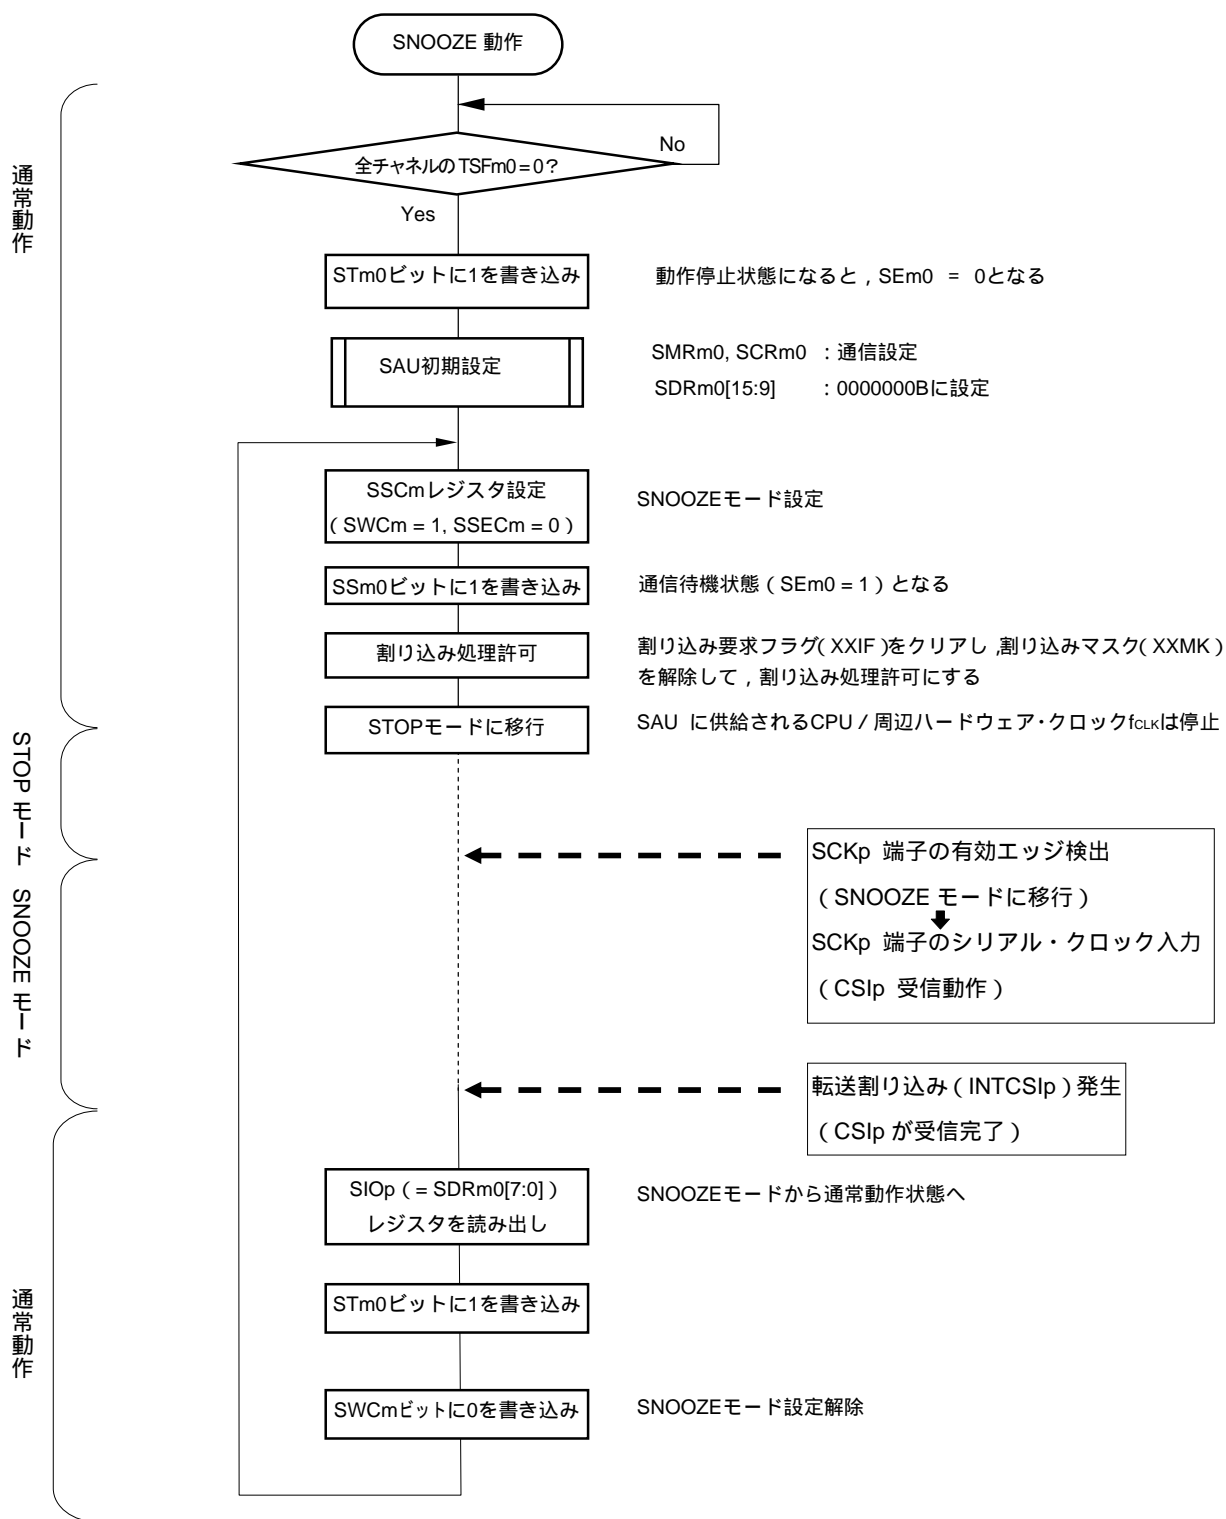 SNOOZE 動作
No
全チャネルの TSFm0 = 0？
Yes
通常動作
STm0ビットに1を書き込み
動作停止状態になると，SEm0 = 0となる
SAU初期設定
SMRm0, SCRm0 ：通信設定
SDRm0[15:9] ：0000000Bに設定
SSCmレジスタ設定
（SWCm = 1, SSECm = 0）
SNOOZEモード設定
SSm0ビットに1を書き込み
通信待機状態（SEm0 = 1）となる
割り込み処理許可
割り込み要求フラグ(XXIF)をクリアし，割り込みマスク(XXMK)
を解除して，割り込み処理許可にする
STOPモードに移行
SAU に供給されるCPU／周辺ハードウェア・クロックfCLKは停止
STOP モード
SCKp 端子の有効エッジ検出
（SNOOZE モードに移行）
SCKp 端子のシリアル・クロック入力
（CSIp 受信動作）
SNOOZE モード
転送割り込み（INTCSIp）発生
（CSIp が受信完了）
SIOp（= SDRm0[7:0]）
レジスタを読み出し
SNOOZEモードから通常動作状態へ
通常動作
STm0ビットに1を書き込み
SWCmビットに0を書き込み
SNOOZEモード設定解除